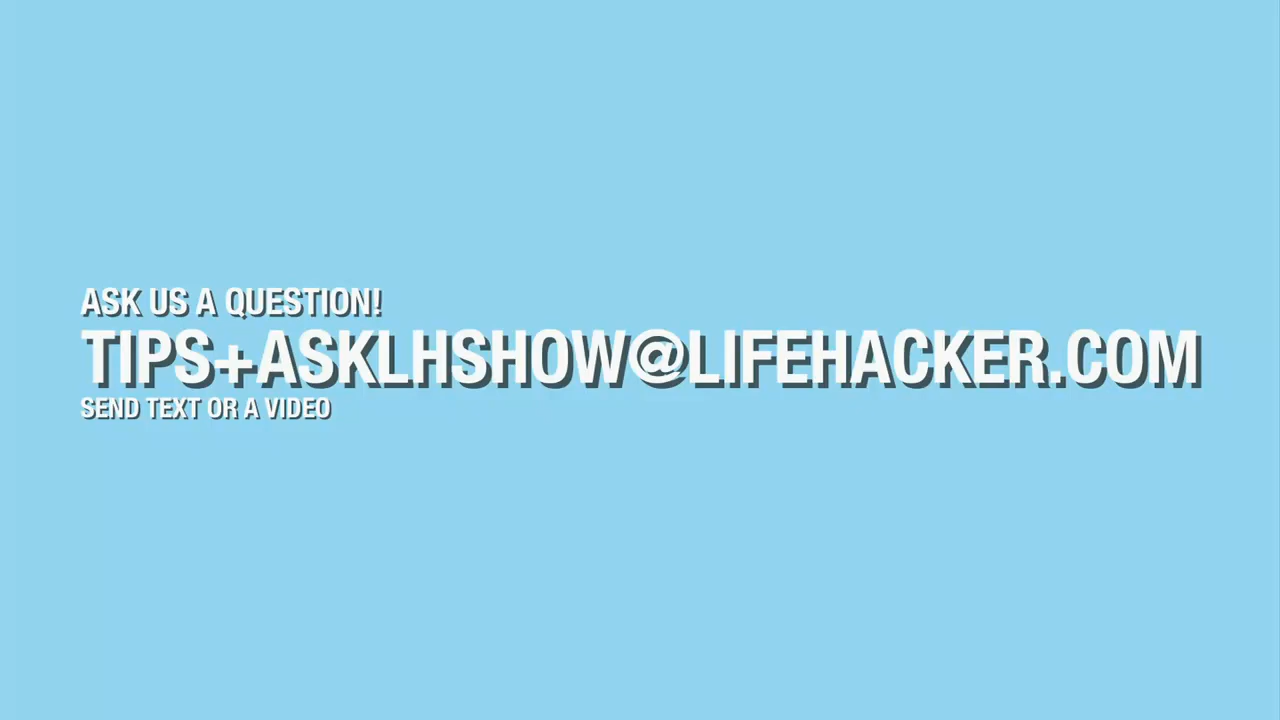 ASK US A QUESTION!
TIPS+ASKLHSHOW@LIFEHACKER.COM
SEND TEXT OR A VIDEO